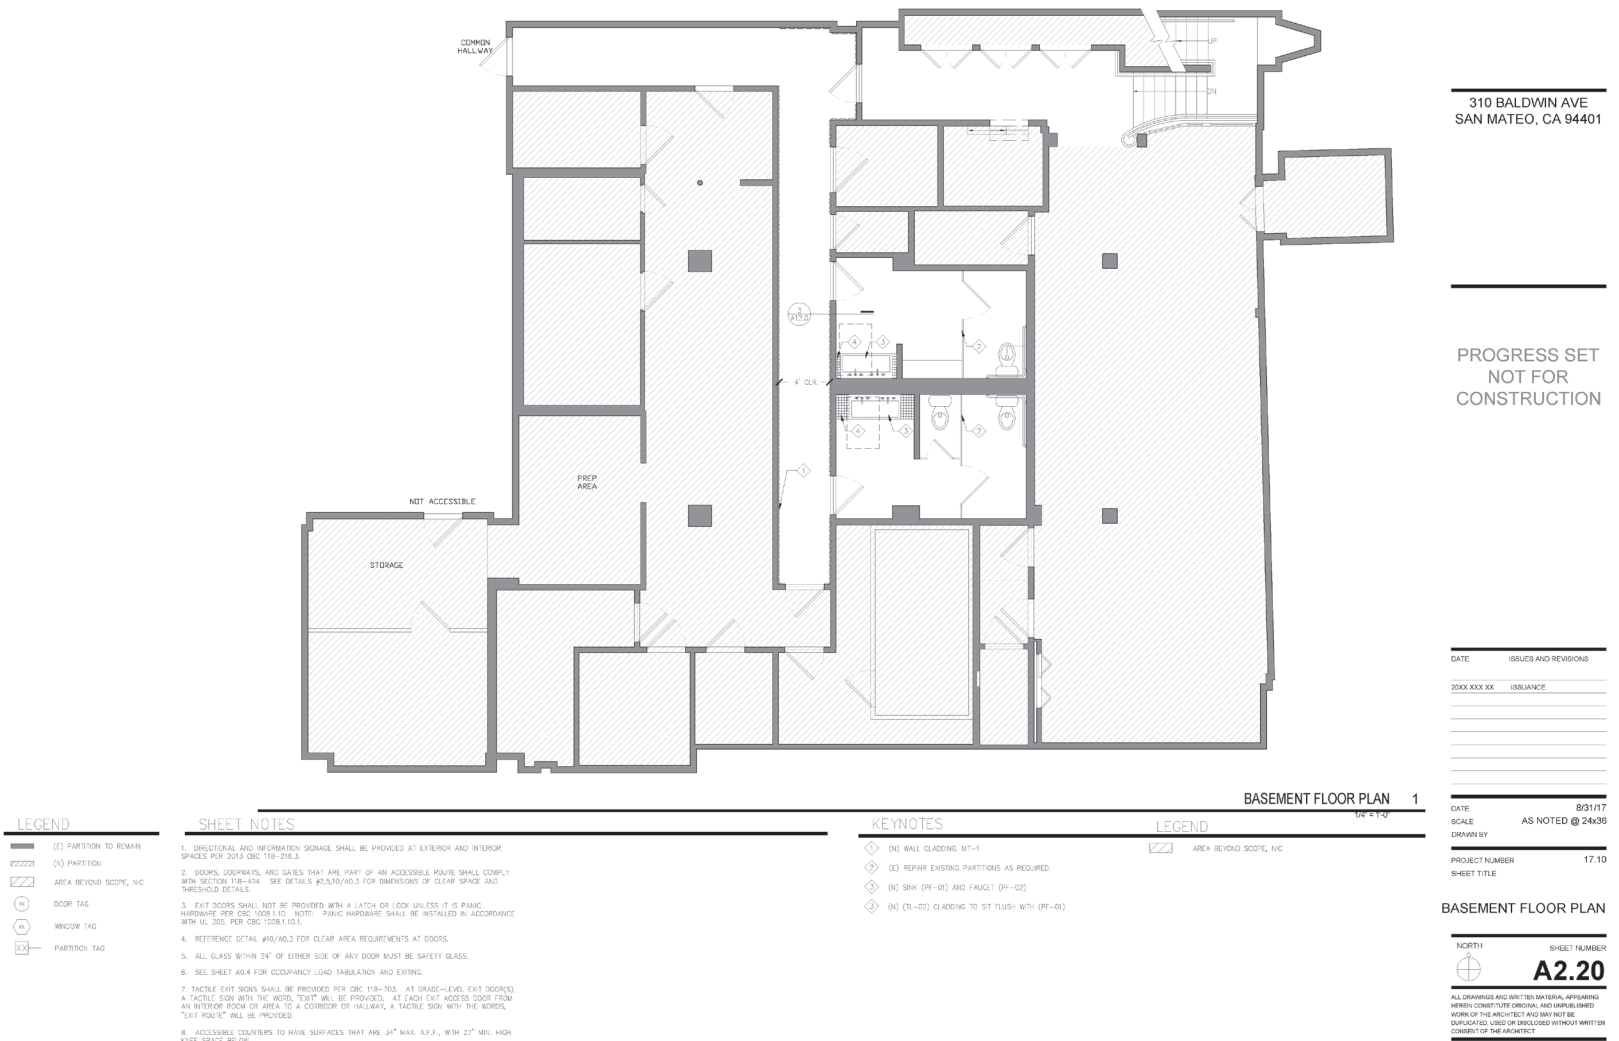 COMMON
HALLWAY
UP
DN
3
A12.0
4
3
2
4' CLR.
4
3
2
1
PREP
AREA
NOT ACCESSIBLE
STORAGE
310 BALDWIN AVE
SAN MATEO, CA 94401
PROGRESS SET
NOT FOR
CONSTRUCTION
DATE ISSUES AND REVISIONS
20XX XXX XX ISSUANCE
DATE 8/31/17
SCALE AS NOTED @ 24x36
DRAWN BY
PROJECT NUMBER 17.10
SHEET TITLE
BASEMENT FLOOR PLAN
NORTH SHEET NUMBER
A2.20
ALL DRAWINGS AND WRITTEN MATERIAL APPEARING
HEREIN CONSTITUTE ORIGINAL AND UNPUBLISHED
WORK OF THE ARCHITECT AND MAY NOT BE
DUPLICATED, USED OR DISCLOSED WITHOUT WRITTEN
CONSENT OF THE ARCHITECT
BASEMENT FLOOR PLAN 1
1/4" = 1'-0"
LEGEND
(E) PARTITION TO REMAIN
(N) PARTITION
AREA BEYOND SCOPE, NIC
XX DOOR TAG
XX WINDOW TAG
XX PARTITION TAG
SHEET NOTES
1. DIRECTIONAL AND INFORMATION SIGNAGE SHALL BE PROVIDED AT EXTERIOR AND INTERIOR
SPACES PER 2013 CBC 11B-216.3.
2. DOORS, DOORWAYS, AND GATES THAT ARE PART OF AN ACCESSIBLE ROUTE SHALL COMPLY
WITH SECTION 11B-404. SEE DETAILS #2,5,10/A0.3 FOR DIMENSIONS OF CLEAR SPACE AND
THRESHOLD DETAILS.
3. EXIT DOORS SHALL NOT BE PROVIDED WITH A LATCH OR LOCK UNLESS IT IS PANIC
HARDWARE PER CBC 1008.1.10. NOTE: PANIC HARDWARE SHALL BE INSTALLED IN ACCORDANCE
WITH UL 305, PER CBC 1008.1.10.1.
4. REFERENCE DETAIL #10/A0.3 FOR CLEAR AREA REQUIREMENTS AT DOORS.
5. ALL GLASS WITHIN 24" OF EITHER SIDE OF ANY DOOR MUST BE SAFETY GLASS.
6. SEE SHEET A0.4 FOR OCCUPANCY LOAD TABULATION AND EXITING.
7. TACTILE EXIT SIGNS SHALL BE PROVIDED PER CBC 11B-703. AT GRADE-LEVEL EXIT DOOR(S),
A TACTILE SIGN WITH THE WORD, "EXIT" WILL BE PROVIDED. AT EACH EXIT ACCESS DOOR FROM
AN INTERIOR ROOM OR AREA TO A CORRIDOR OR HALLWAY, A TACTILE SIGN WITH THE WORDS,
"EXIT ROUTE" WILL BE PROVIDED.
8. ACCESSIBLE COUNTERS TO HAVE SURFACES THAT ARE 34" MAX. A.F.F., WITH 27" MIN. HIGH
KNEE SPACE BELOW
KEYNOTES
1 (N) WALL CLADDING, MT-1
2 (E) REPAIR EXISTING PARTITIONS AS REQUIRED.
3 (N) SINK (PF-01) AND FAUCET (PF-02)
3 (N) (TL-02) CLADDING TO SIT FLUSH WITH (PF-01)
LEGEND
AREA BEYOND SCOPE, NIC